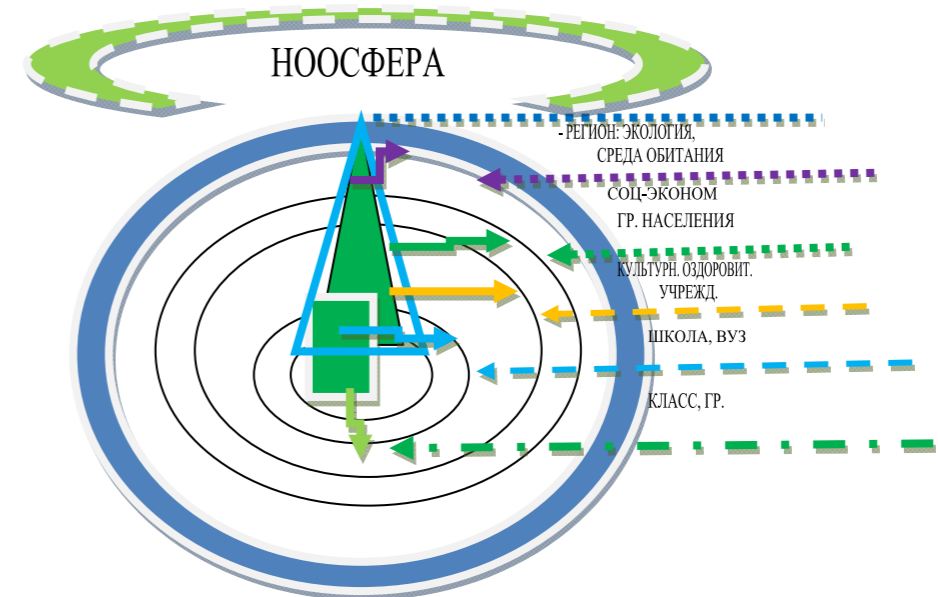 НООСФЕРА
- РЕГИОН: ЭКОЛОГИЯ,
СРЕДА ОБИТАНИЯ
СОЦ-ЭКОНОМ
ГР. НАСЕЛЕНИЯ
КУЛЬТУРН. ОЗДОРОВИТ.
УЧРЕЖД.
ШКОЛА, ВУЗ
КЛАСС, ГР.